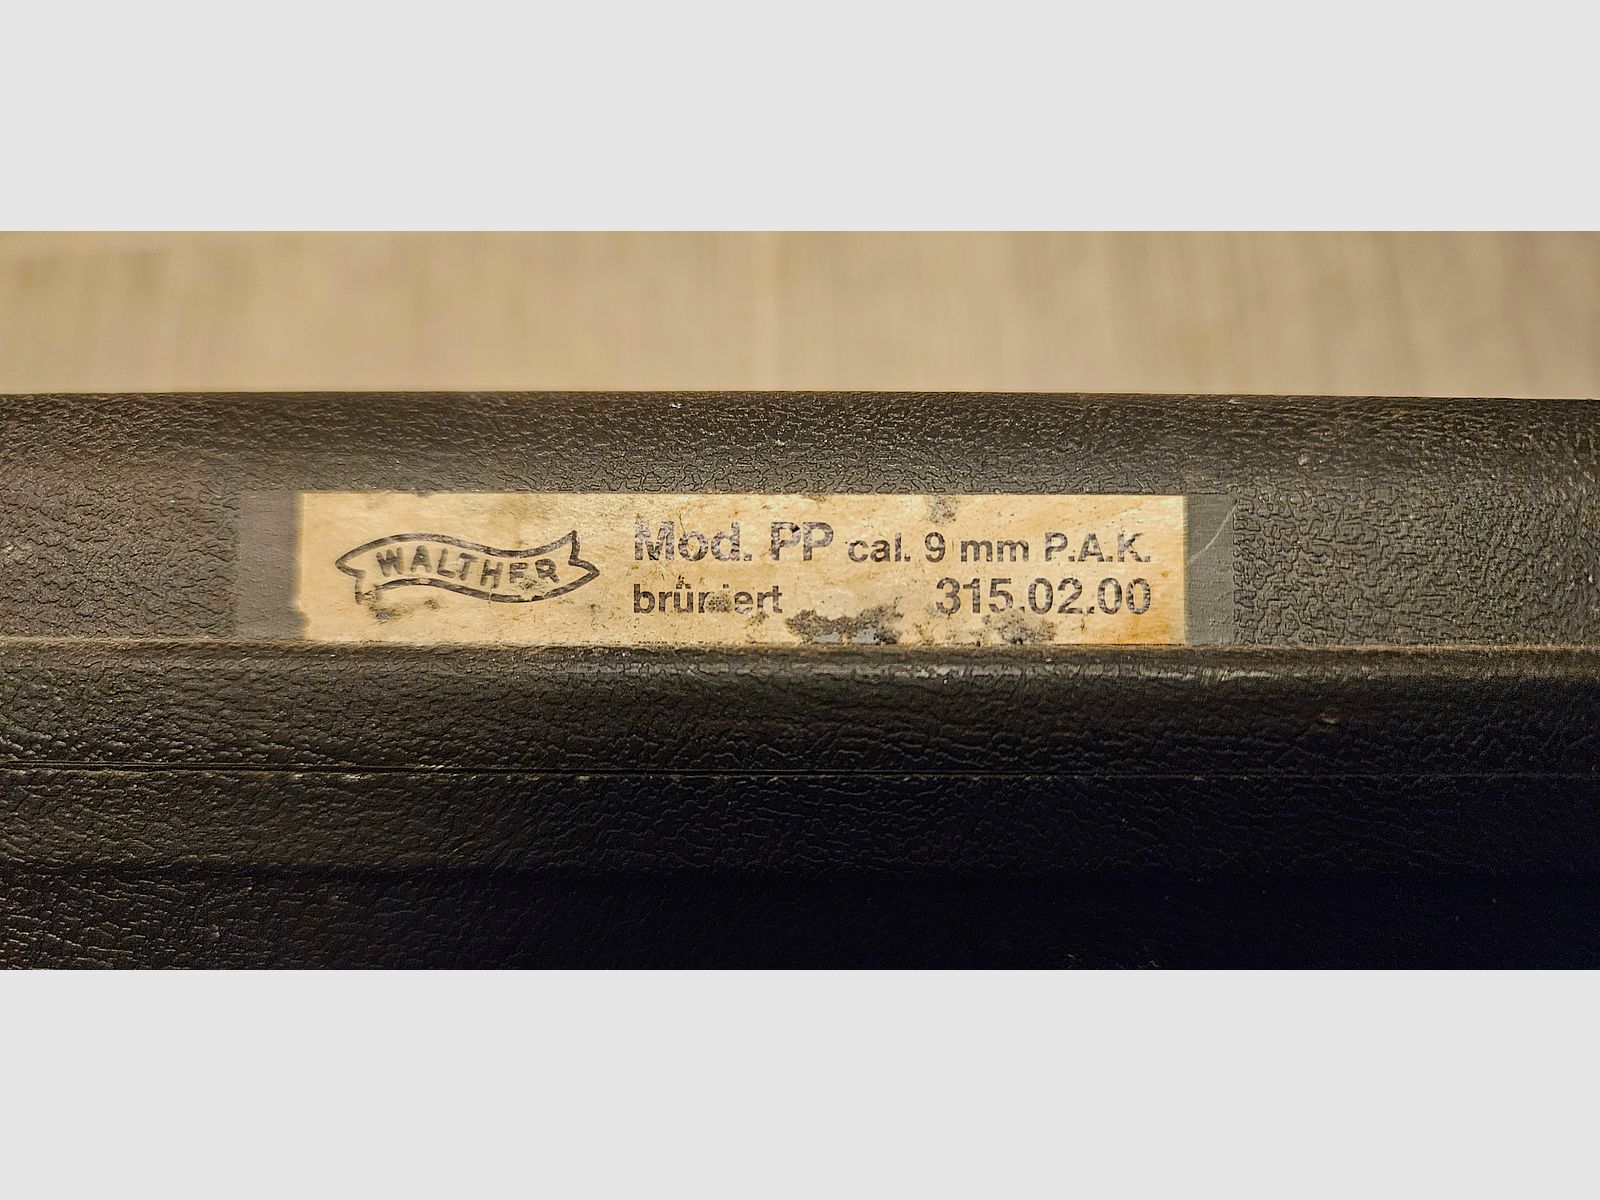 WALTHER
Mod. PP cal. 9 mm P.A.K.
brüniert 315.02.00